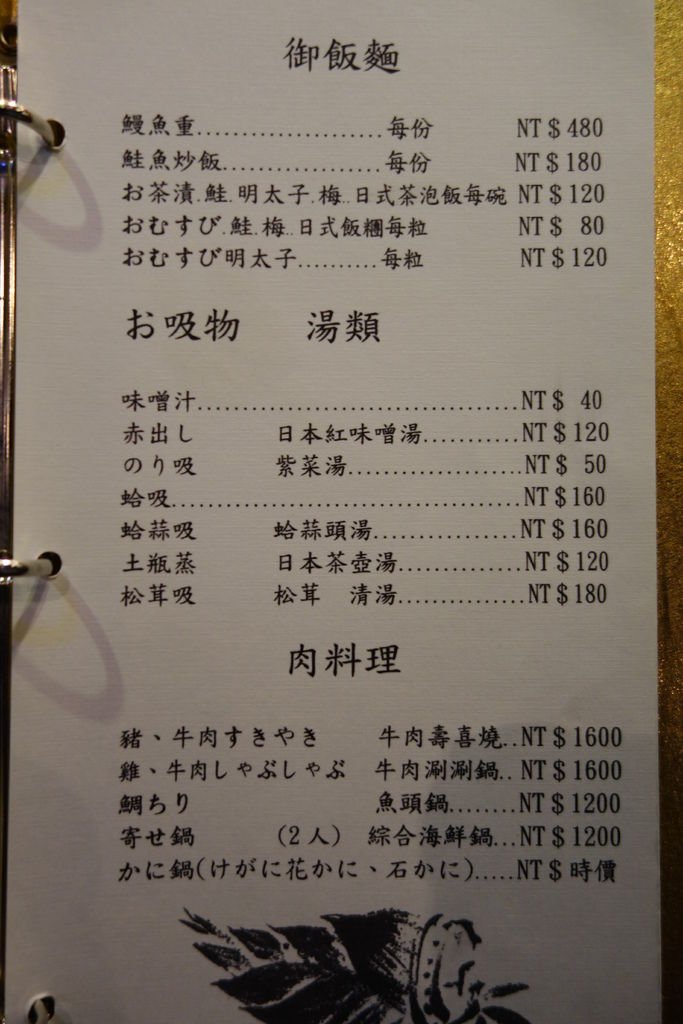 御飯麵
鰻魚重.....................每份 NT＄480
鮭魚炒飯..................每份 NT＄180
お茶漬.鮭.明太子.梅..日式茶泡飯每碗 NT＄120
おむすび.鮭.梅..日式飯糰每粒 NT＄ 80
おむすび明太子.........每粒 NT＄120
お吸物 湯類
味噌汁....................................NT＄ 40
赤出し 日本紅味噌湯...........NT＄120
のり吸 紫菜湯...................NT＄ 50
蛤吸.......................................NT＄160
蛤蒜吸 蛤蒜頭湯................NT＄160
土瓶蒸 日本茶壺湯..............NT＄120
松茸吸 松茸 清湯..............NT＄180
肉料理
豬、牛肉すきやき 牛肉壽喜燒..NT＄1600
雞、牛肉しゃぶしゃぶ 牛肉涮涮鍋..NT＄1600
鯛ちり 魚頭鍋........NT＄1200
寄せ鍋 (2人) 綜合海鮮鍋...NT＄1200
かに鍋(けがに花かに、石かに).....NT＄時價